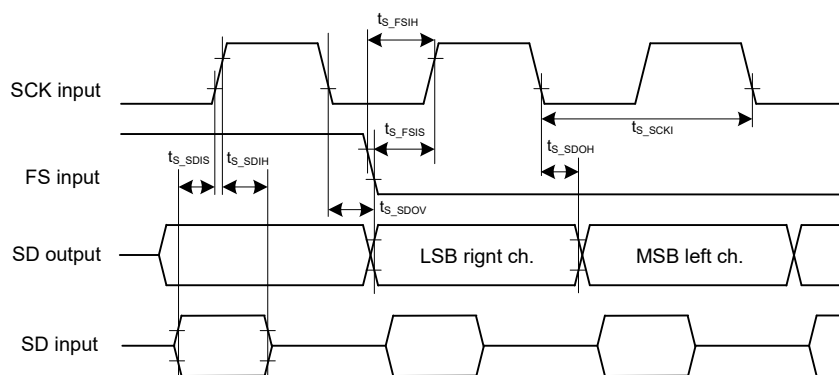 tS_FSIH
SCK input
tS_SCKI
tS_FSIS
tS_SDOH
tS_SDIS
tS_SDIH
FS input
tS_SDOV
SD output
LSB rignt ch.
MSB left ch.
SD input